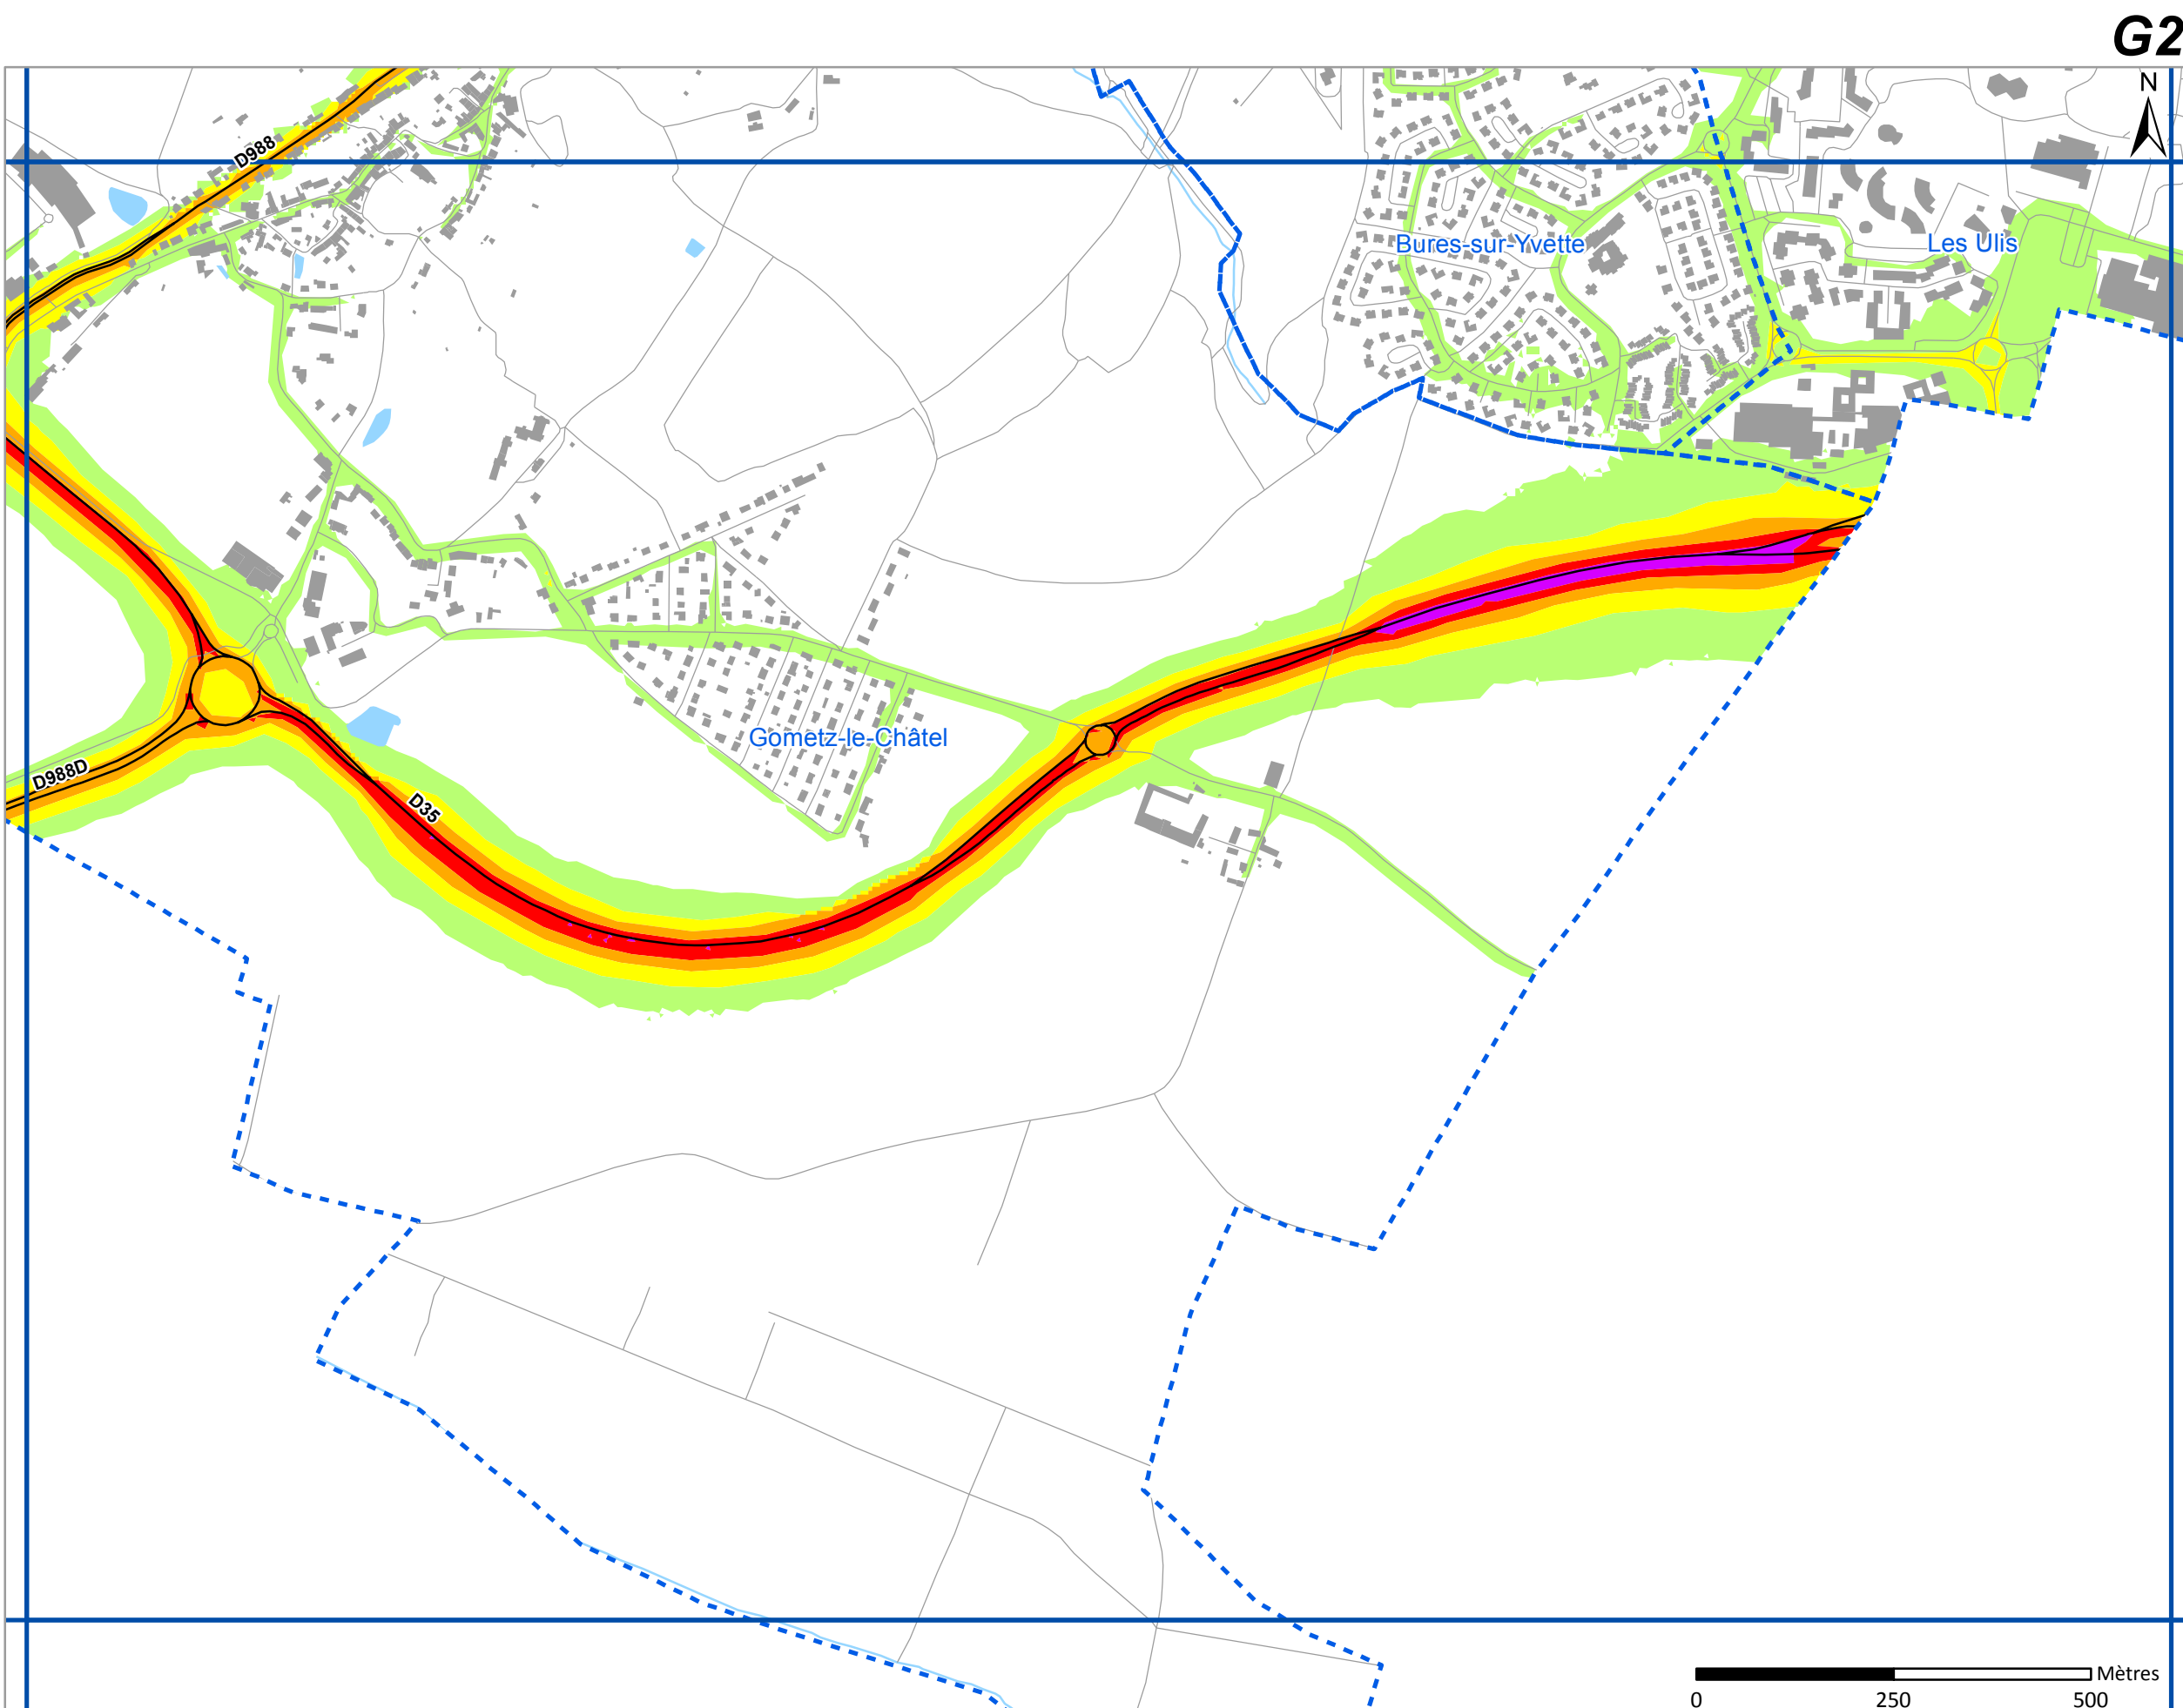 G2
N
D988
Bures-sur-Yvette
Les Ulis
Gometz-le-Châtel
D988D
D35
Mètres
0 250 500